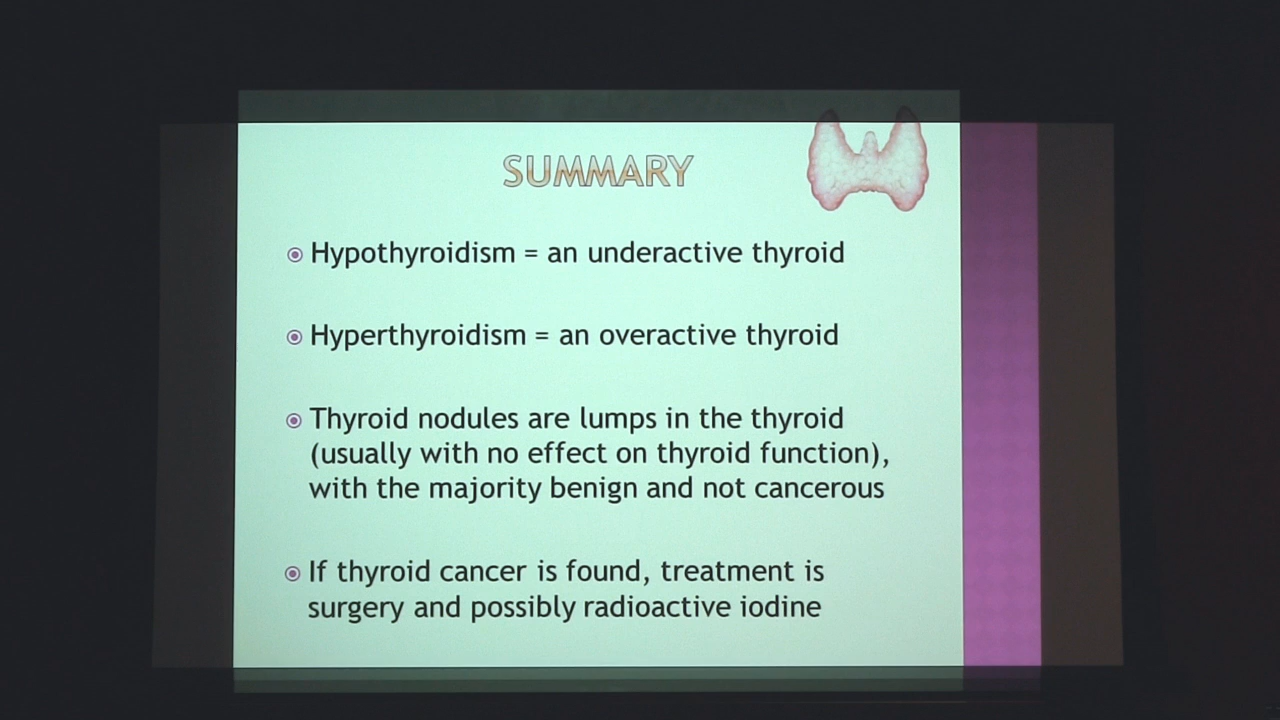 SUMMARY
Hypothyroidism = an underactive thyroid
Hyperthyroidism = an overactive thyroid
Thyroid nodules are lumps in the thyroid
(usually with no effect on thyroid function),
with the majority benign and not cancerous
If thyroid cancer is found, treatment is
surgery and possibly radioactive iodine